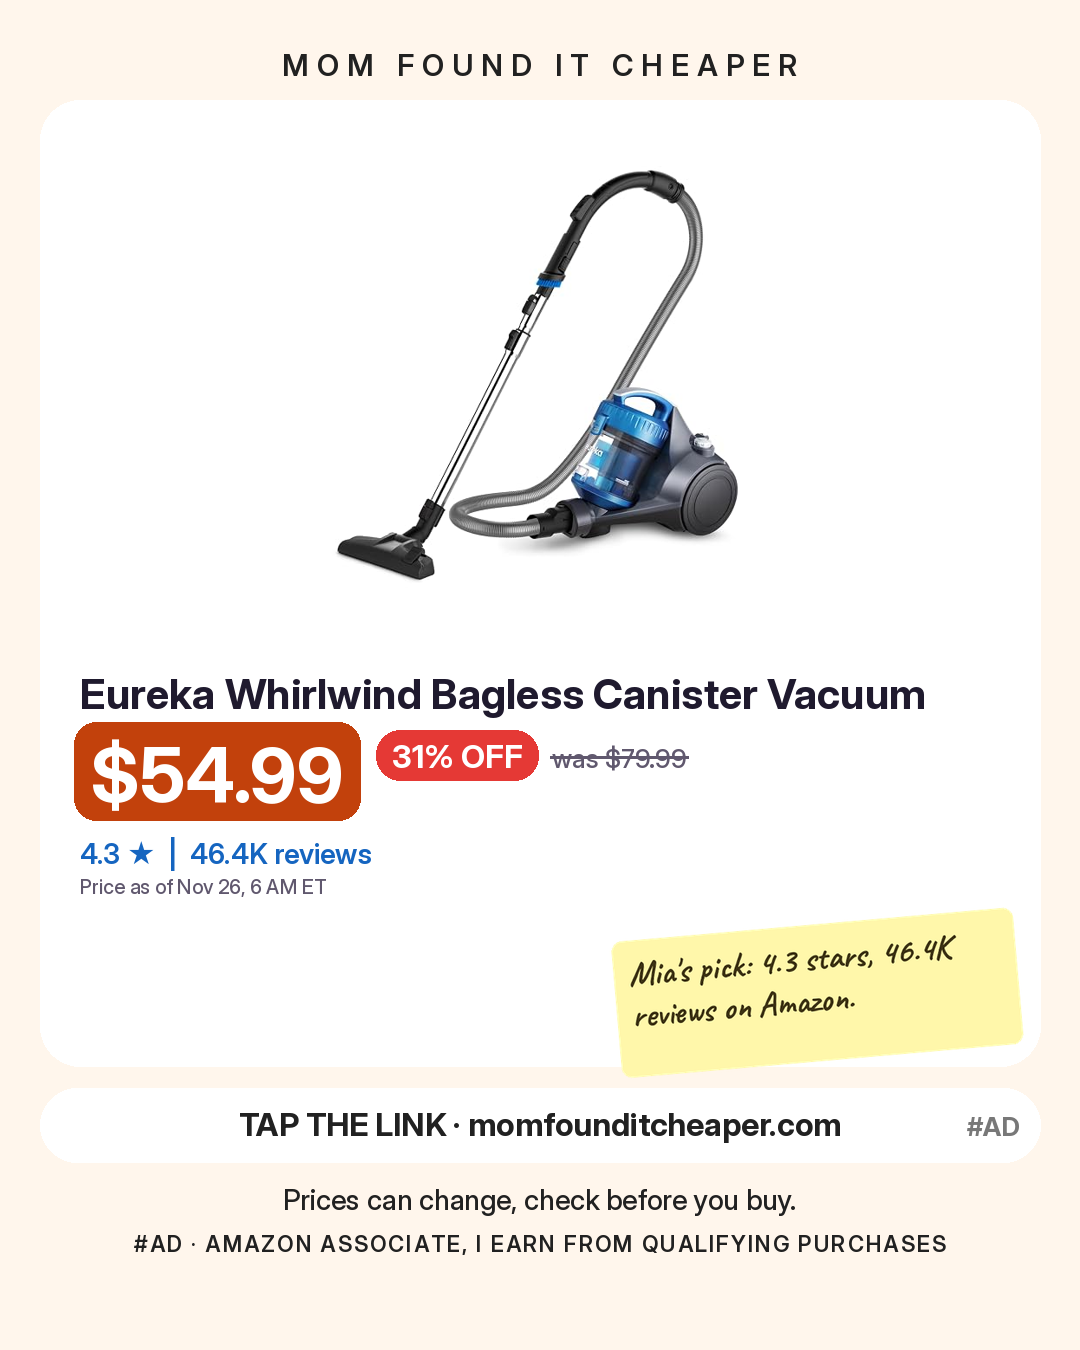 MOM FOUND IT CHEAPER
Eureka Whirlwind Bagless Canister Vacuum
$54.99
31% OFF
was $79.99
4.3 ★ | 46.4K reviews
Price as of Nov 26, 6 AM ET
Mia's pick: 4.3 stars, 46.4K
reviews on Amazon.
TAP THE LINK · momfounditcheaper.com
#AD
Prices can change, check before you buy.
#AD · AMAZON ASSOCIATE, I EARN FROM QUALIFYING PURCHASES